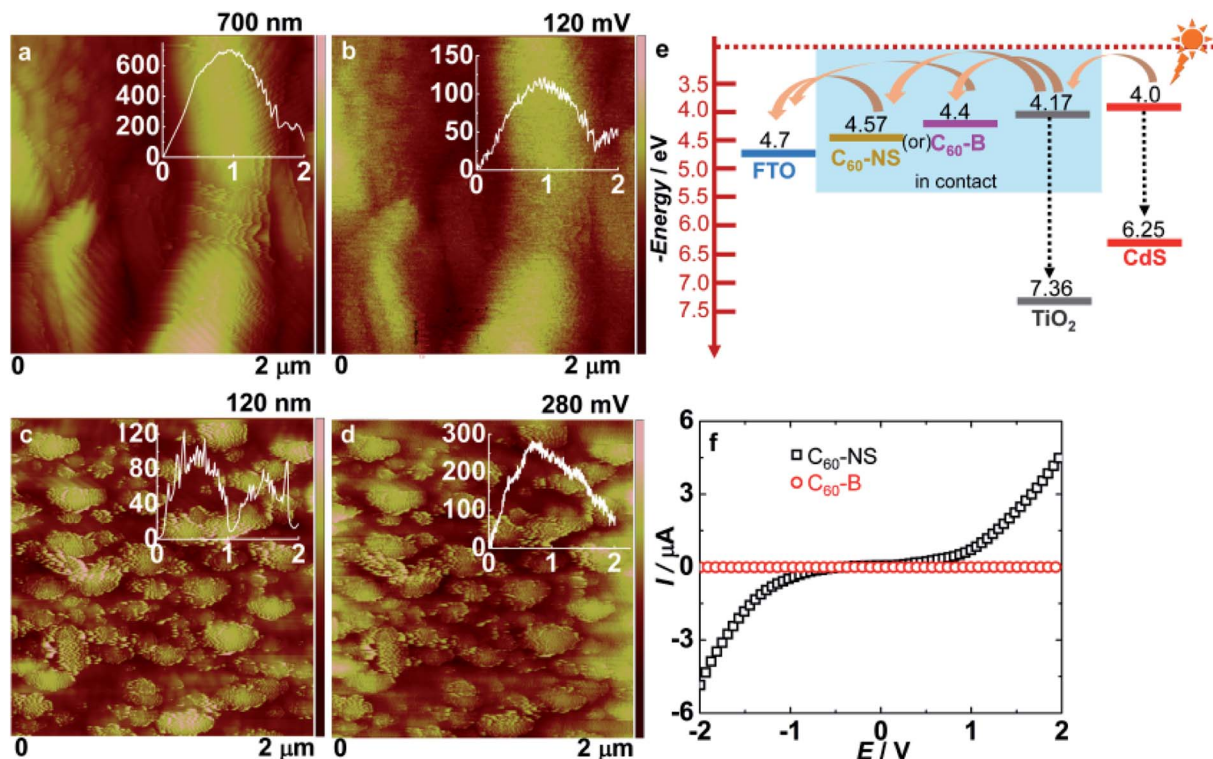 700 nm
a
600
400
200
0
0 1 2
0 2 μm
120 mV
b
150
100
50
0
0 1 2
0 2 μm
e
-Energy / eV
3.5
4.0
4.5
5.0
5.5
6.0
6.5
7.0
7.5
4.7
FTO
4.57
C60-NS
(or)
4.4
C60-B
in contact
4.17
7.36
TiO2
4.0
6.25
CdS
120 nm
c
120
80
40
0
0 1 2
0 2 μm
280 mV
d
300
200
100
0
0 1 2
0 2 μm
f
C60-NS
C60-B
I / μA
6
3
0
-3
-6
-2 -1 0 1 2
E / V